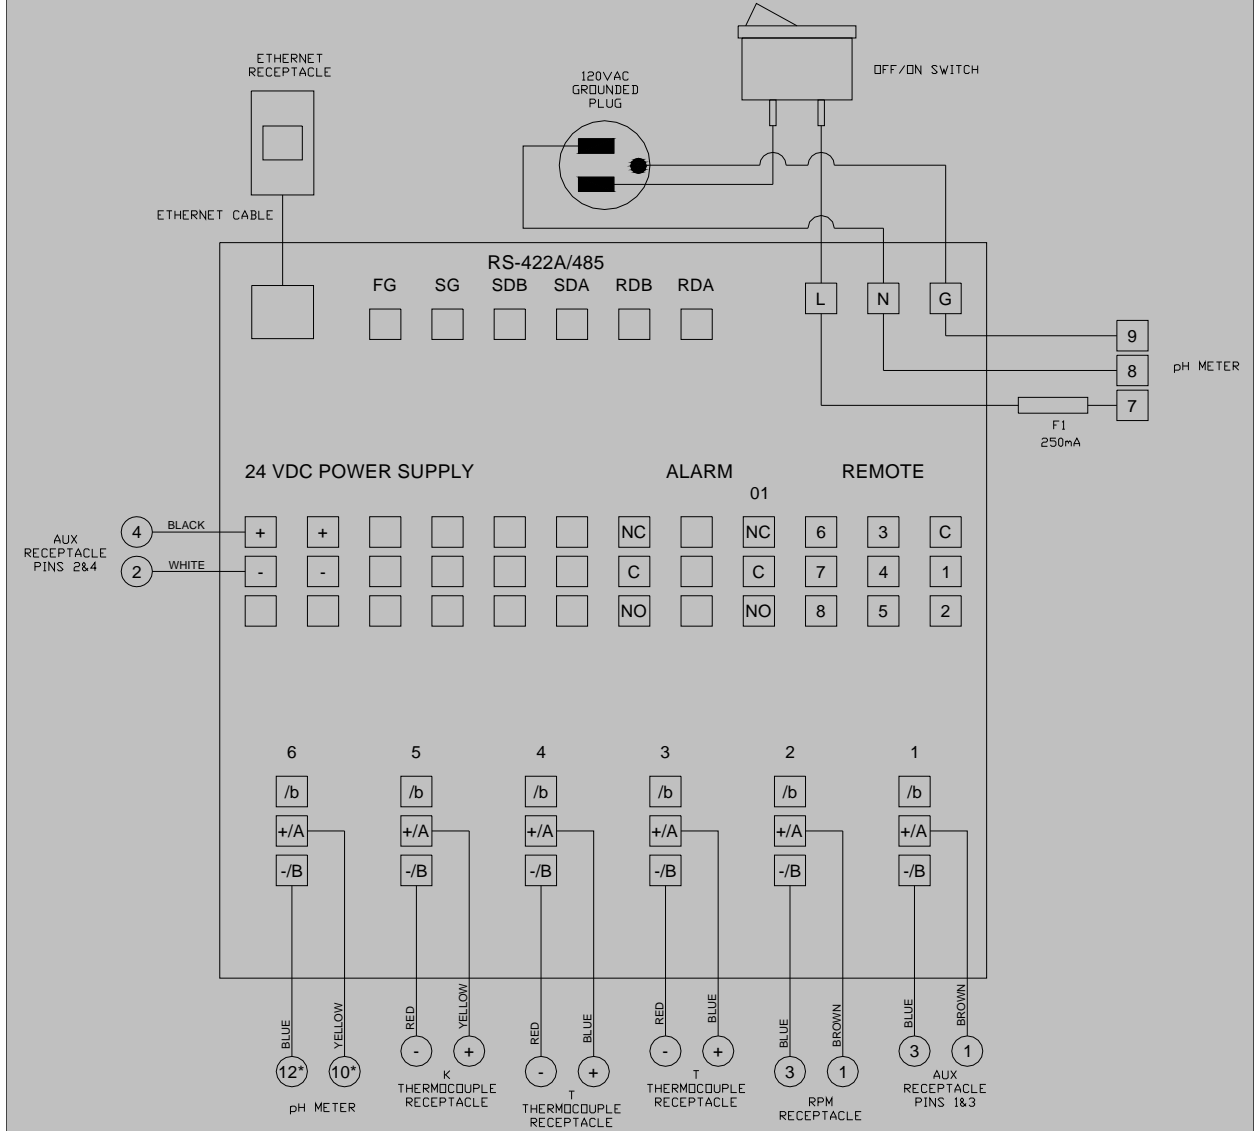 ETHERNET
RECEPTACLE
120VAC
GROUNDED
PLUG
OFF/ON SWITCH
ETHERNET CABLE
RS-422A/485
FG SG SDB SDA RDB RDA
L N G
9
8
7
pH METER
F1
250mA
24 VDC POWER SUPPLY
ALARM
REMOTE
01
AUX
RECEPTACLE
PINS 2&4
4 BLACK + + NC NC 6 3 C
2 WHITE - - C C 7 4 1
NO NO 8 5 2
6 5 4 3 2 1
/b /b /b /b /b /b
+/A +/A +/A +/A +/A +/A
-/B -/B -/B -/B -/B -/B
BLUE YELLOW RED YELLOW RED BLUE RED BLUE BLUE BROWN BLUE BROWN
12* 10* - + - + - + 3 1 3 1
pH METER
K
THERMOCOUPLE
RECEPTACLE
T
THERMOCOUPLE
RECEPTACLE
T
THERMOCOUPLE
RECEPTACLE
RPM
RECEPTACLE
AUX
RECEPTACLE
PINS 1&3